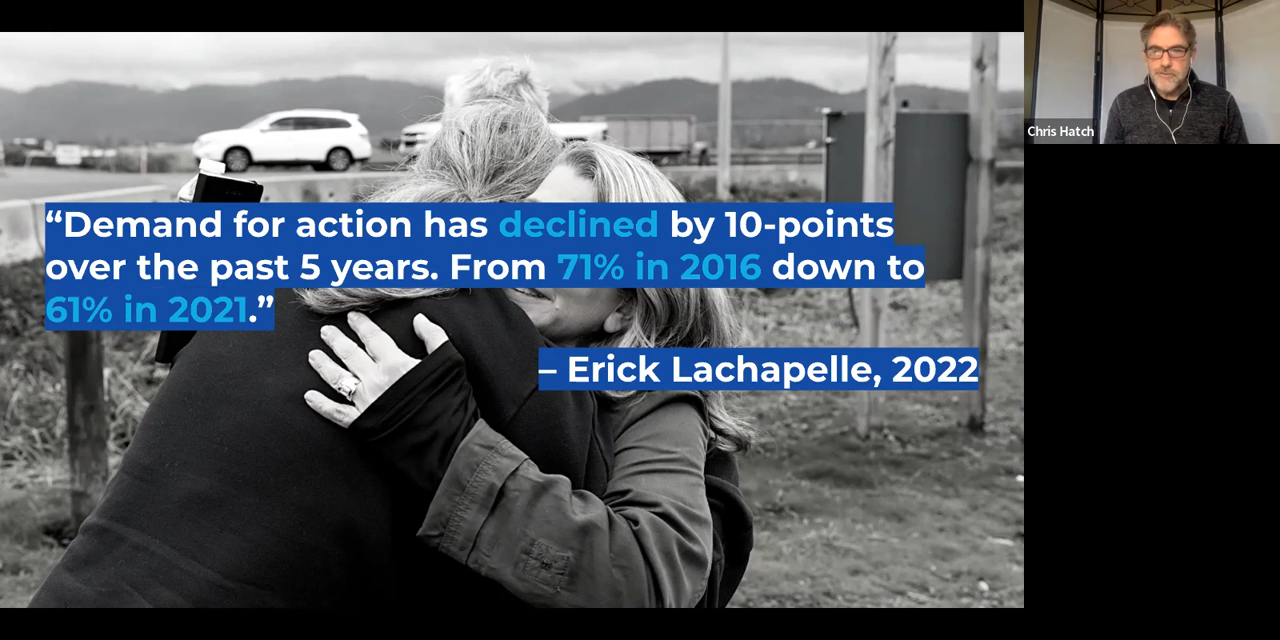 “Demand for action has declined by 10-points
over the past 5 years. From 71% in 2016 down to
61% in 2021.”
– Erick Lachapelle, 2022
Chris Hatch